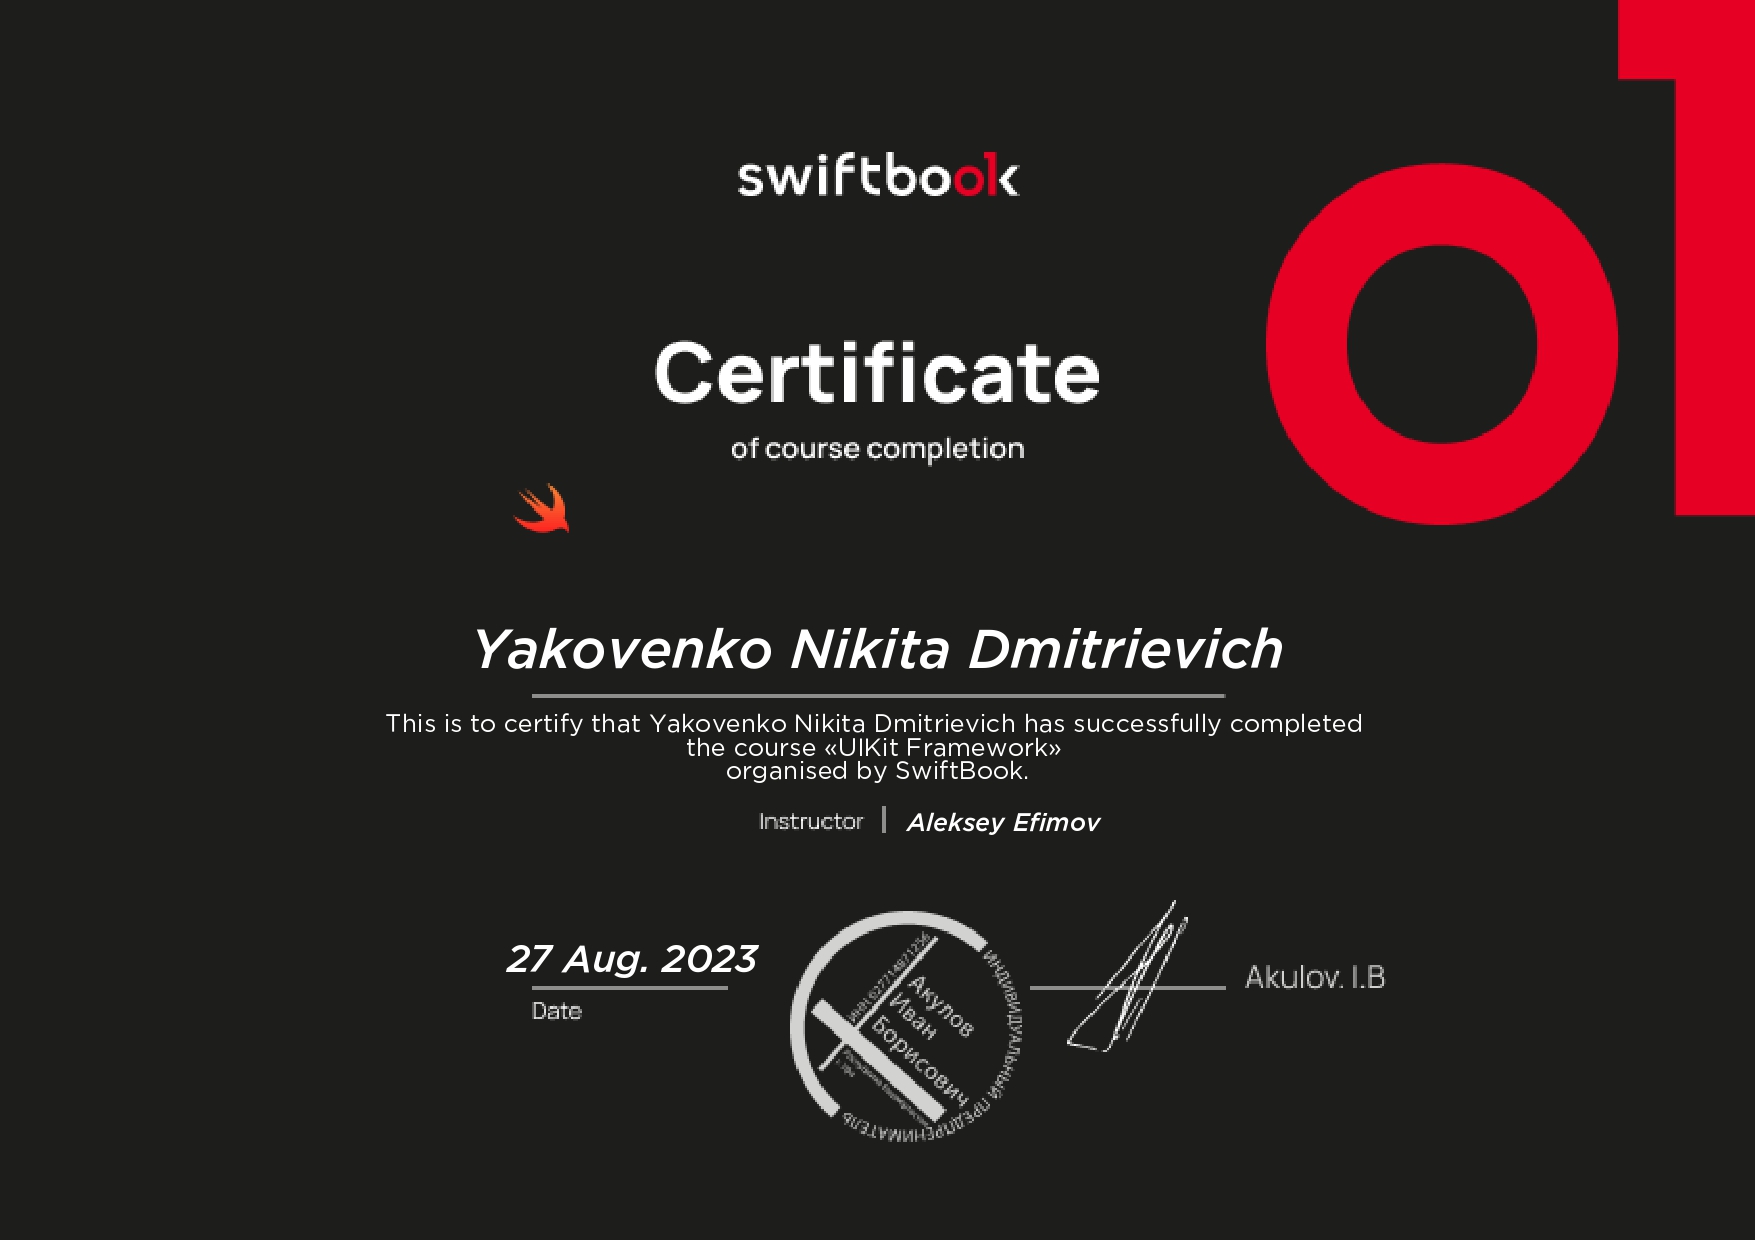 swiftbook
Certificate
of course completion
Yakovenko Nikita Dmitrievich
This is to certify that Yakovenko Nikita Dmitrievich has successfully completed
the course «UIKit Framework»
organised by SwiftBook.
Instructor | Aleksey Efimov
27 Aug. 2023
Date
ИНДИВИДУАЛЬНЫЙ ПРЕДПРЕНИМАТЕЛЬ
Акулов
Иван
Борисович
Akulov. I.B